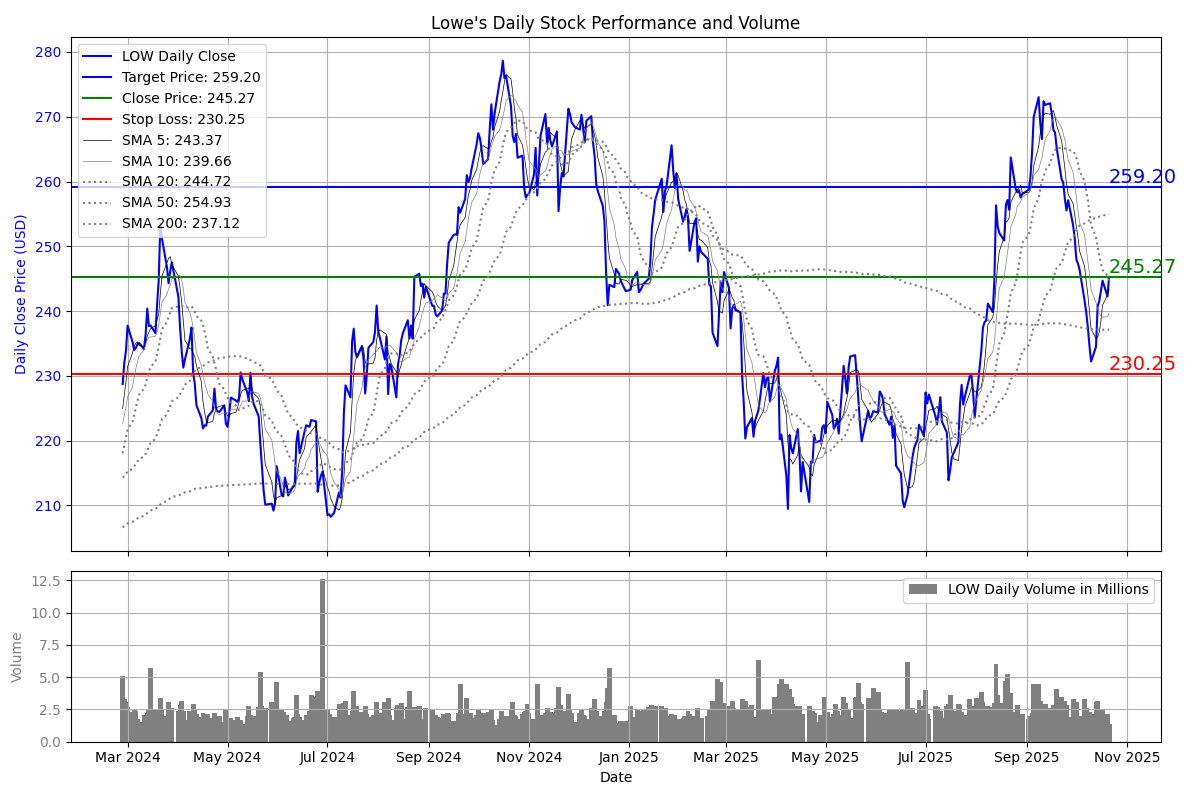 Lowe's Daily Stock Performance and Volume
280
270
260
250
240
230
220
210
Daily Close Price (USD)
LOW Daily Close
Target Price: 259.20
Close Price: 245.27
Stop Loss: 230.25
SMA 5: 243.37
SMA 10: 239.66
SMA 20: 244.72
SMA 50: 254.93
SMA 200: 237.12
259.20
245.27
230.25
12.5
10.0
7.5
5.0
2.5
0.0
Volume
LOW Daily Volume in Millions
Mar 2024 May 2024 Jul 2024 Sep 2024 Nov 2024 Jan 2025 Mar 2025 May 2025 Jul 2025 Sep 2025 Nov 2025
Date